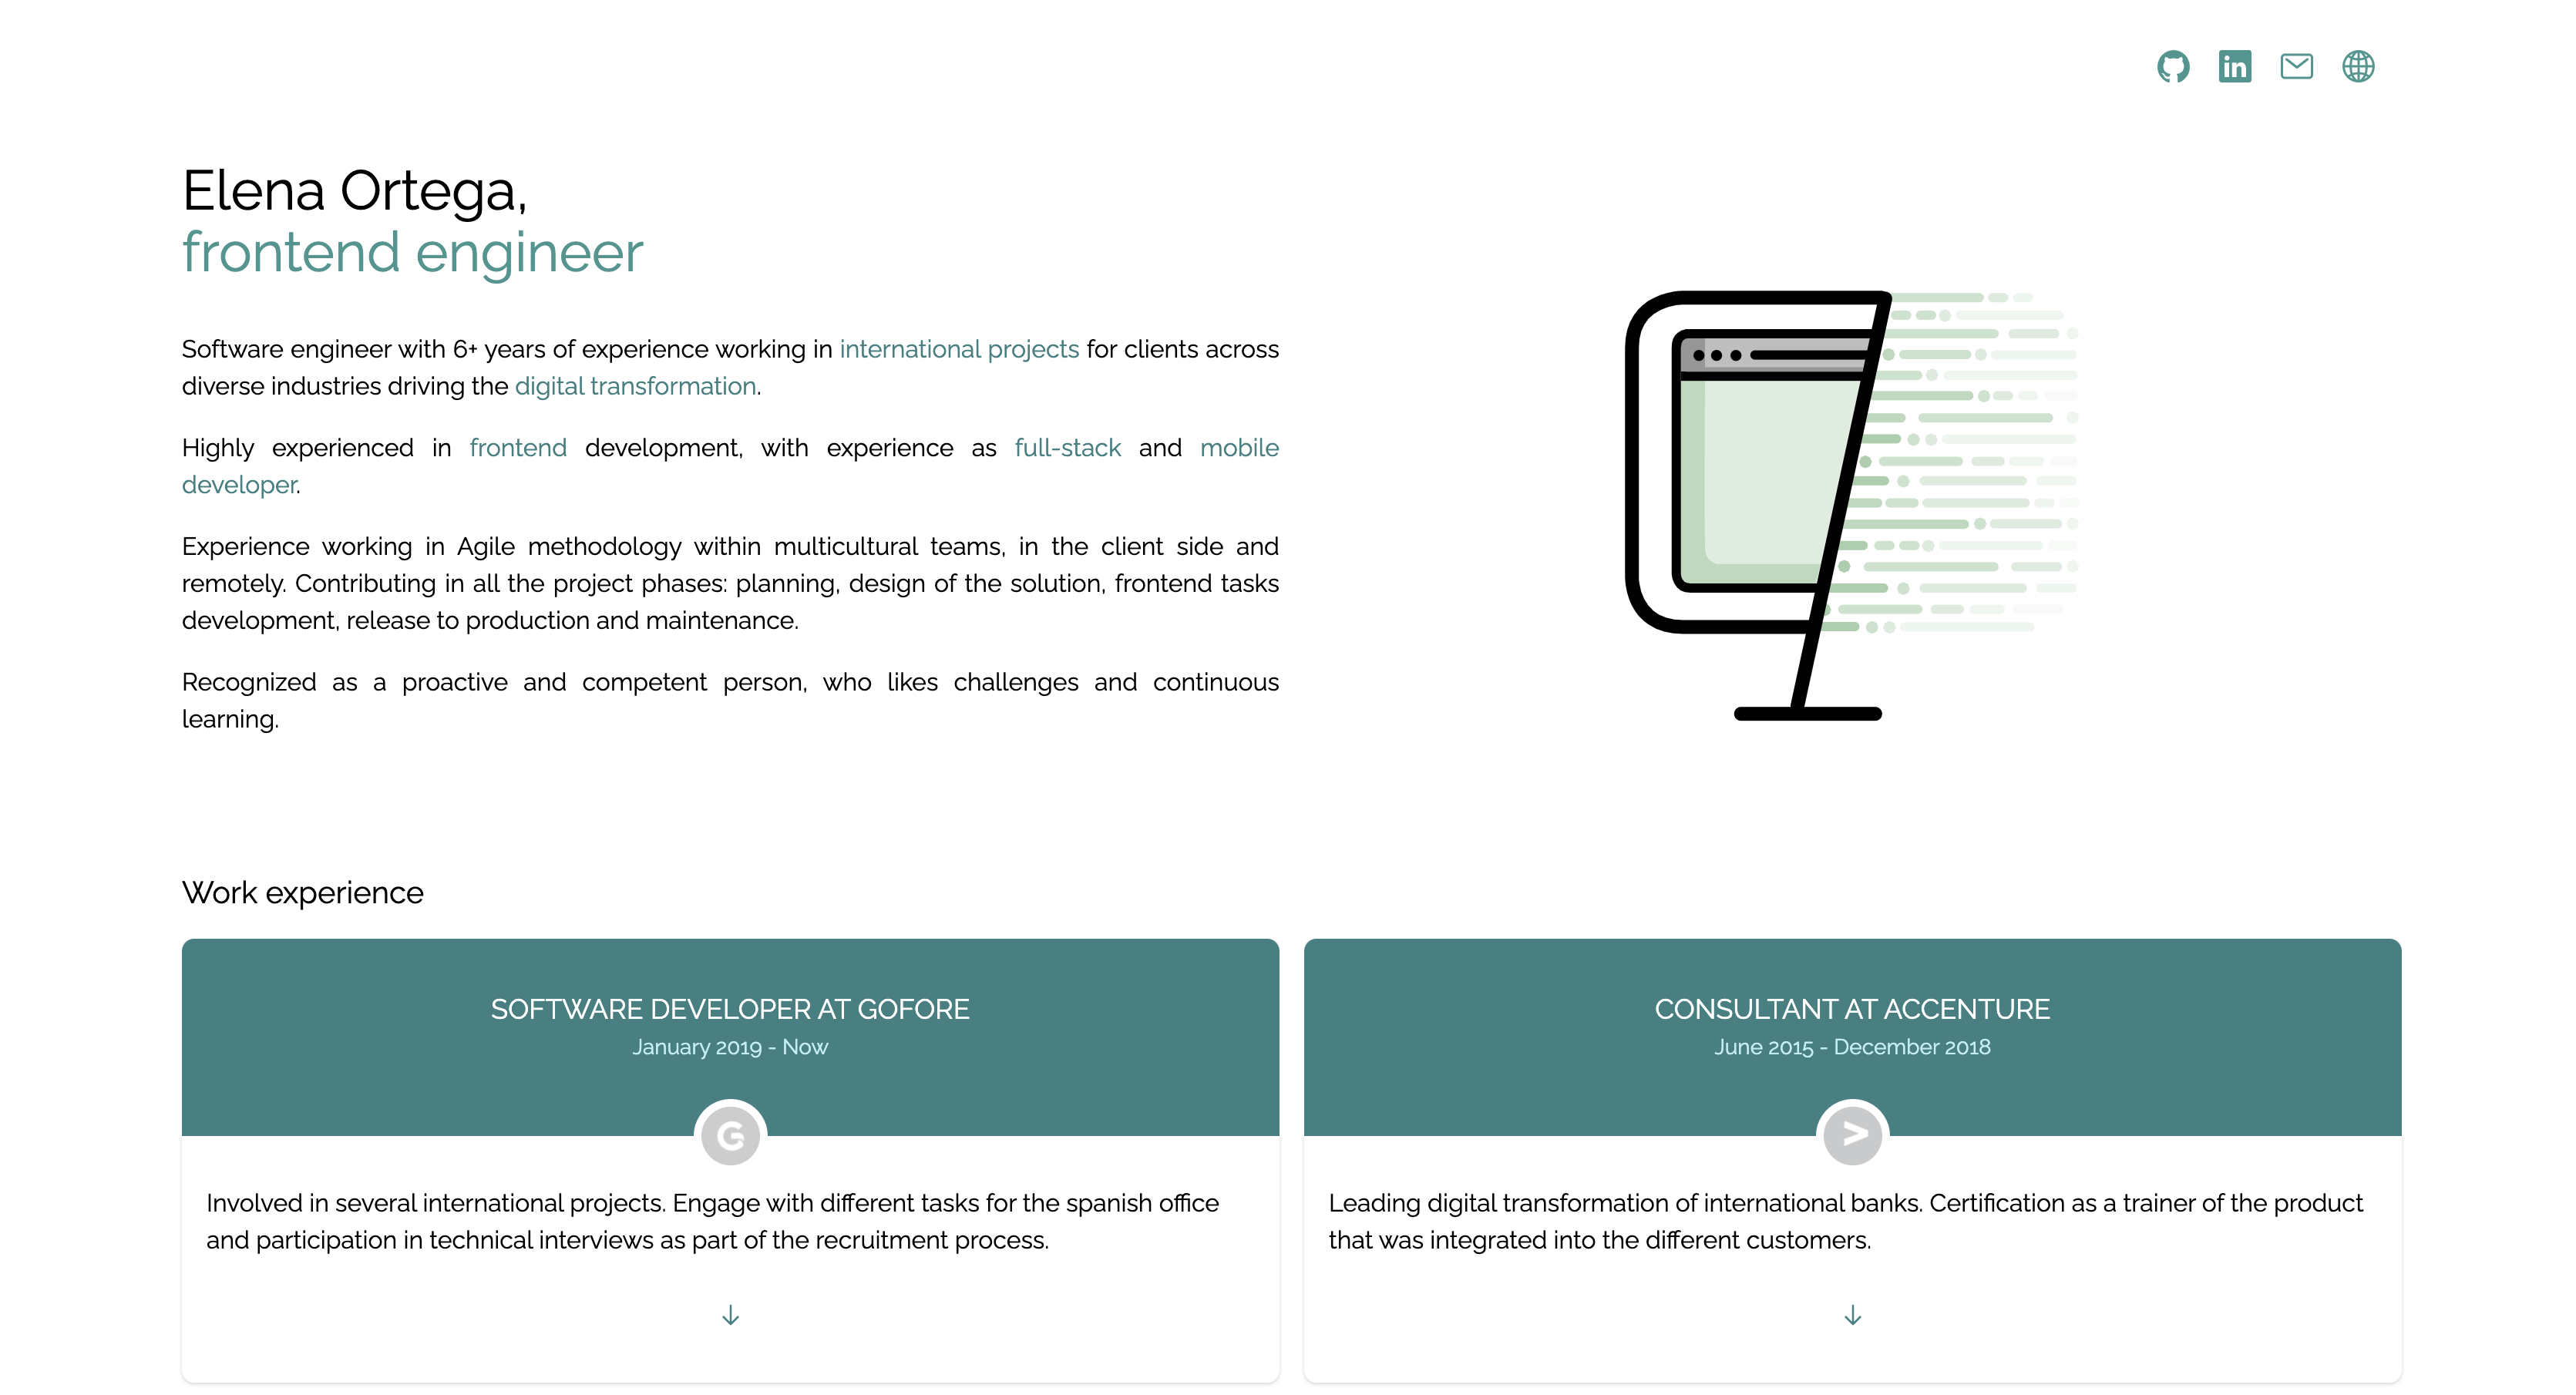 Elena Ortega,
frontend engineer
Software engineer with 6+ years of experience working in international projects for clients across
diverse industries driving the digital transformation.
Highly experienced in frontend development, with experience as full-stack and mobile
developer.
Experience working in Agile methodology within multicultural teams, in the client side and
remotely. Contributing in all the project phases: planning, design of the solution, frontend tasks
development, release to production and maintenance.
Recognized as a proactive and competent person, who likes challenges and continuous
learning.
Work experience
SOFTWARE DEVELOPER AT GOFORE
January 2019 - Now
G
Involved in several international projects. Engage with different tasks for the spanish office
and participation in technical interviews as part of the recruitment process.
CONSULTANT AT ACCENTURE
June 2015 - December 2018
>
Leading digital transformation of international banks. Certification as a trainer of the product
that was integrated into the different customers.